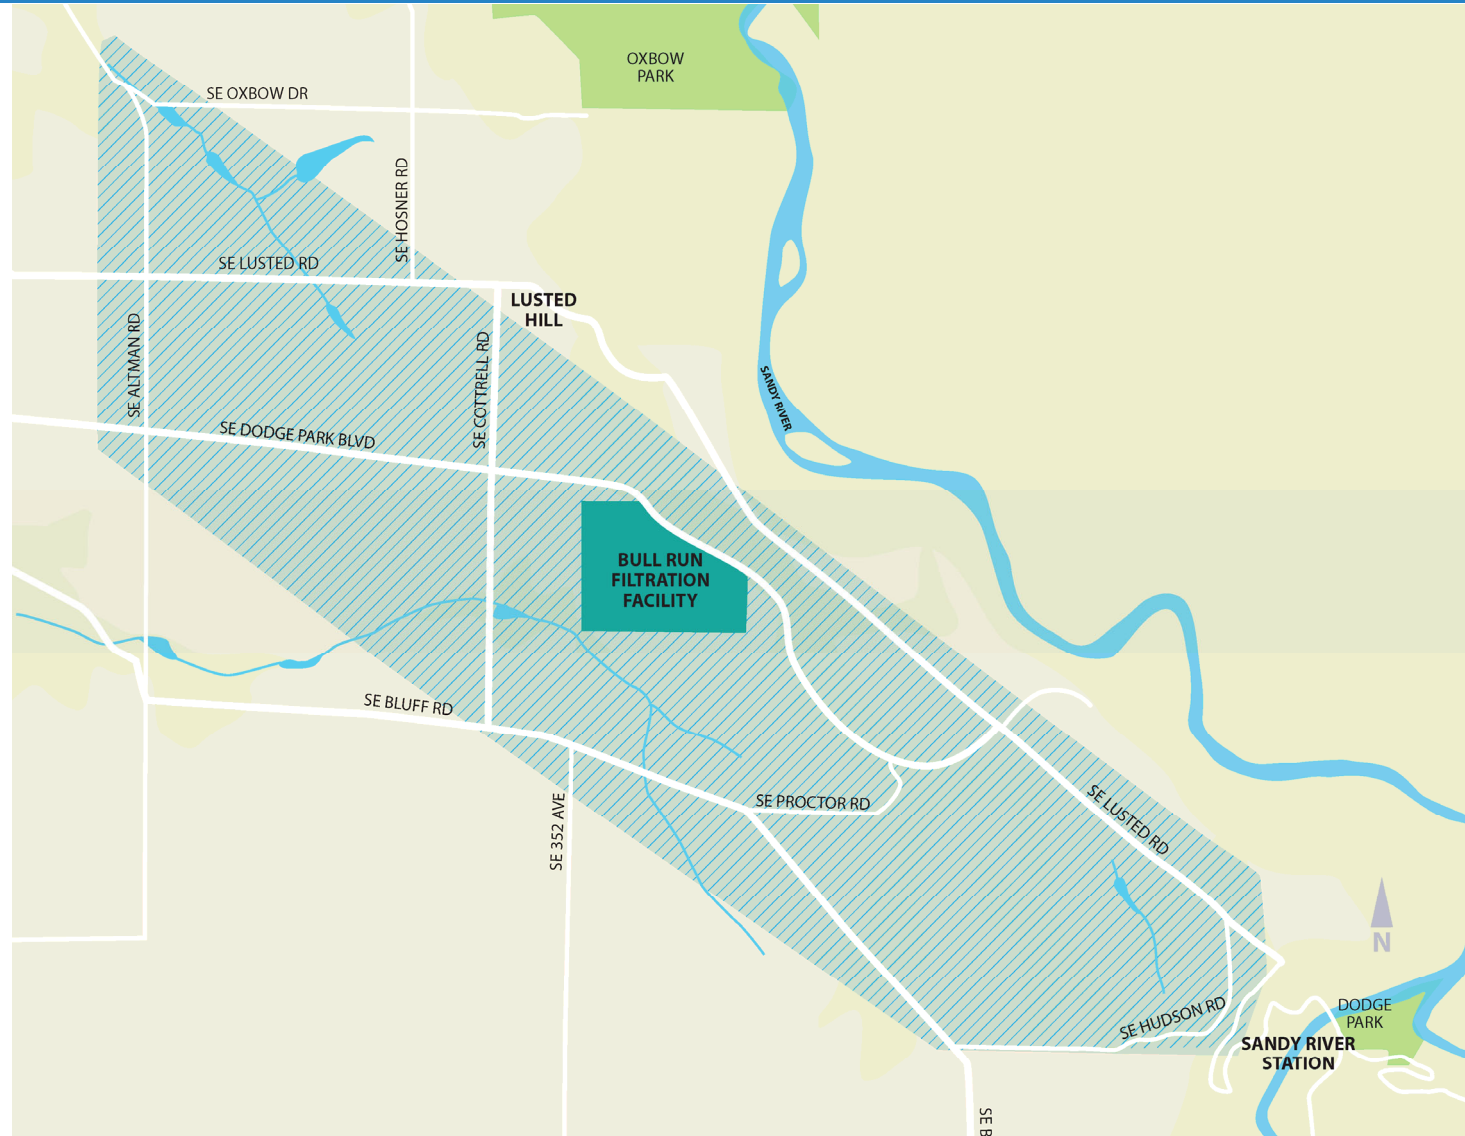 OXBOW
PARK
SE OXBOW DR
SE HOSNER RD
SE LUSTED RD
LUSTED
HILL
SE ALTMAN RD
SE COTTRELL RD
SANDY RIVER
SE DODGE PARK BLVD
BULL RUN
FILTRATION
FACILITY
SE BLUFF RD
SE PROCTOR RD
SE LUSTED RD
SE 352 AVE
N
SE HUDSON RD
DODGE
PARK
SANDY RIVER
STATION
SE B